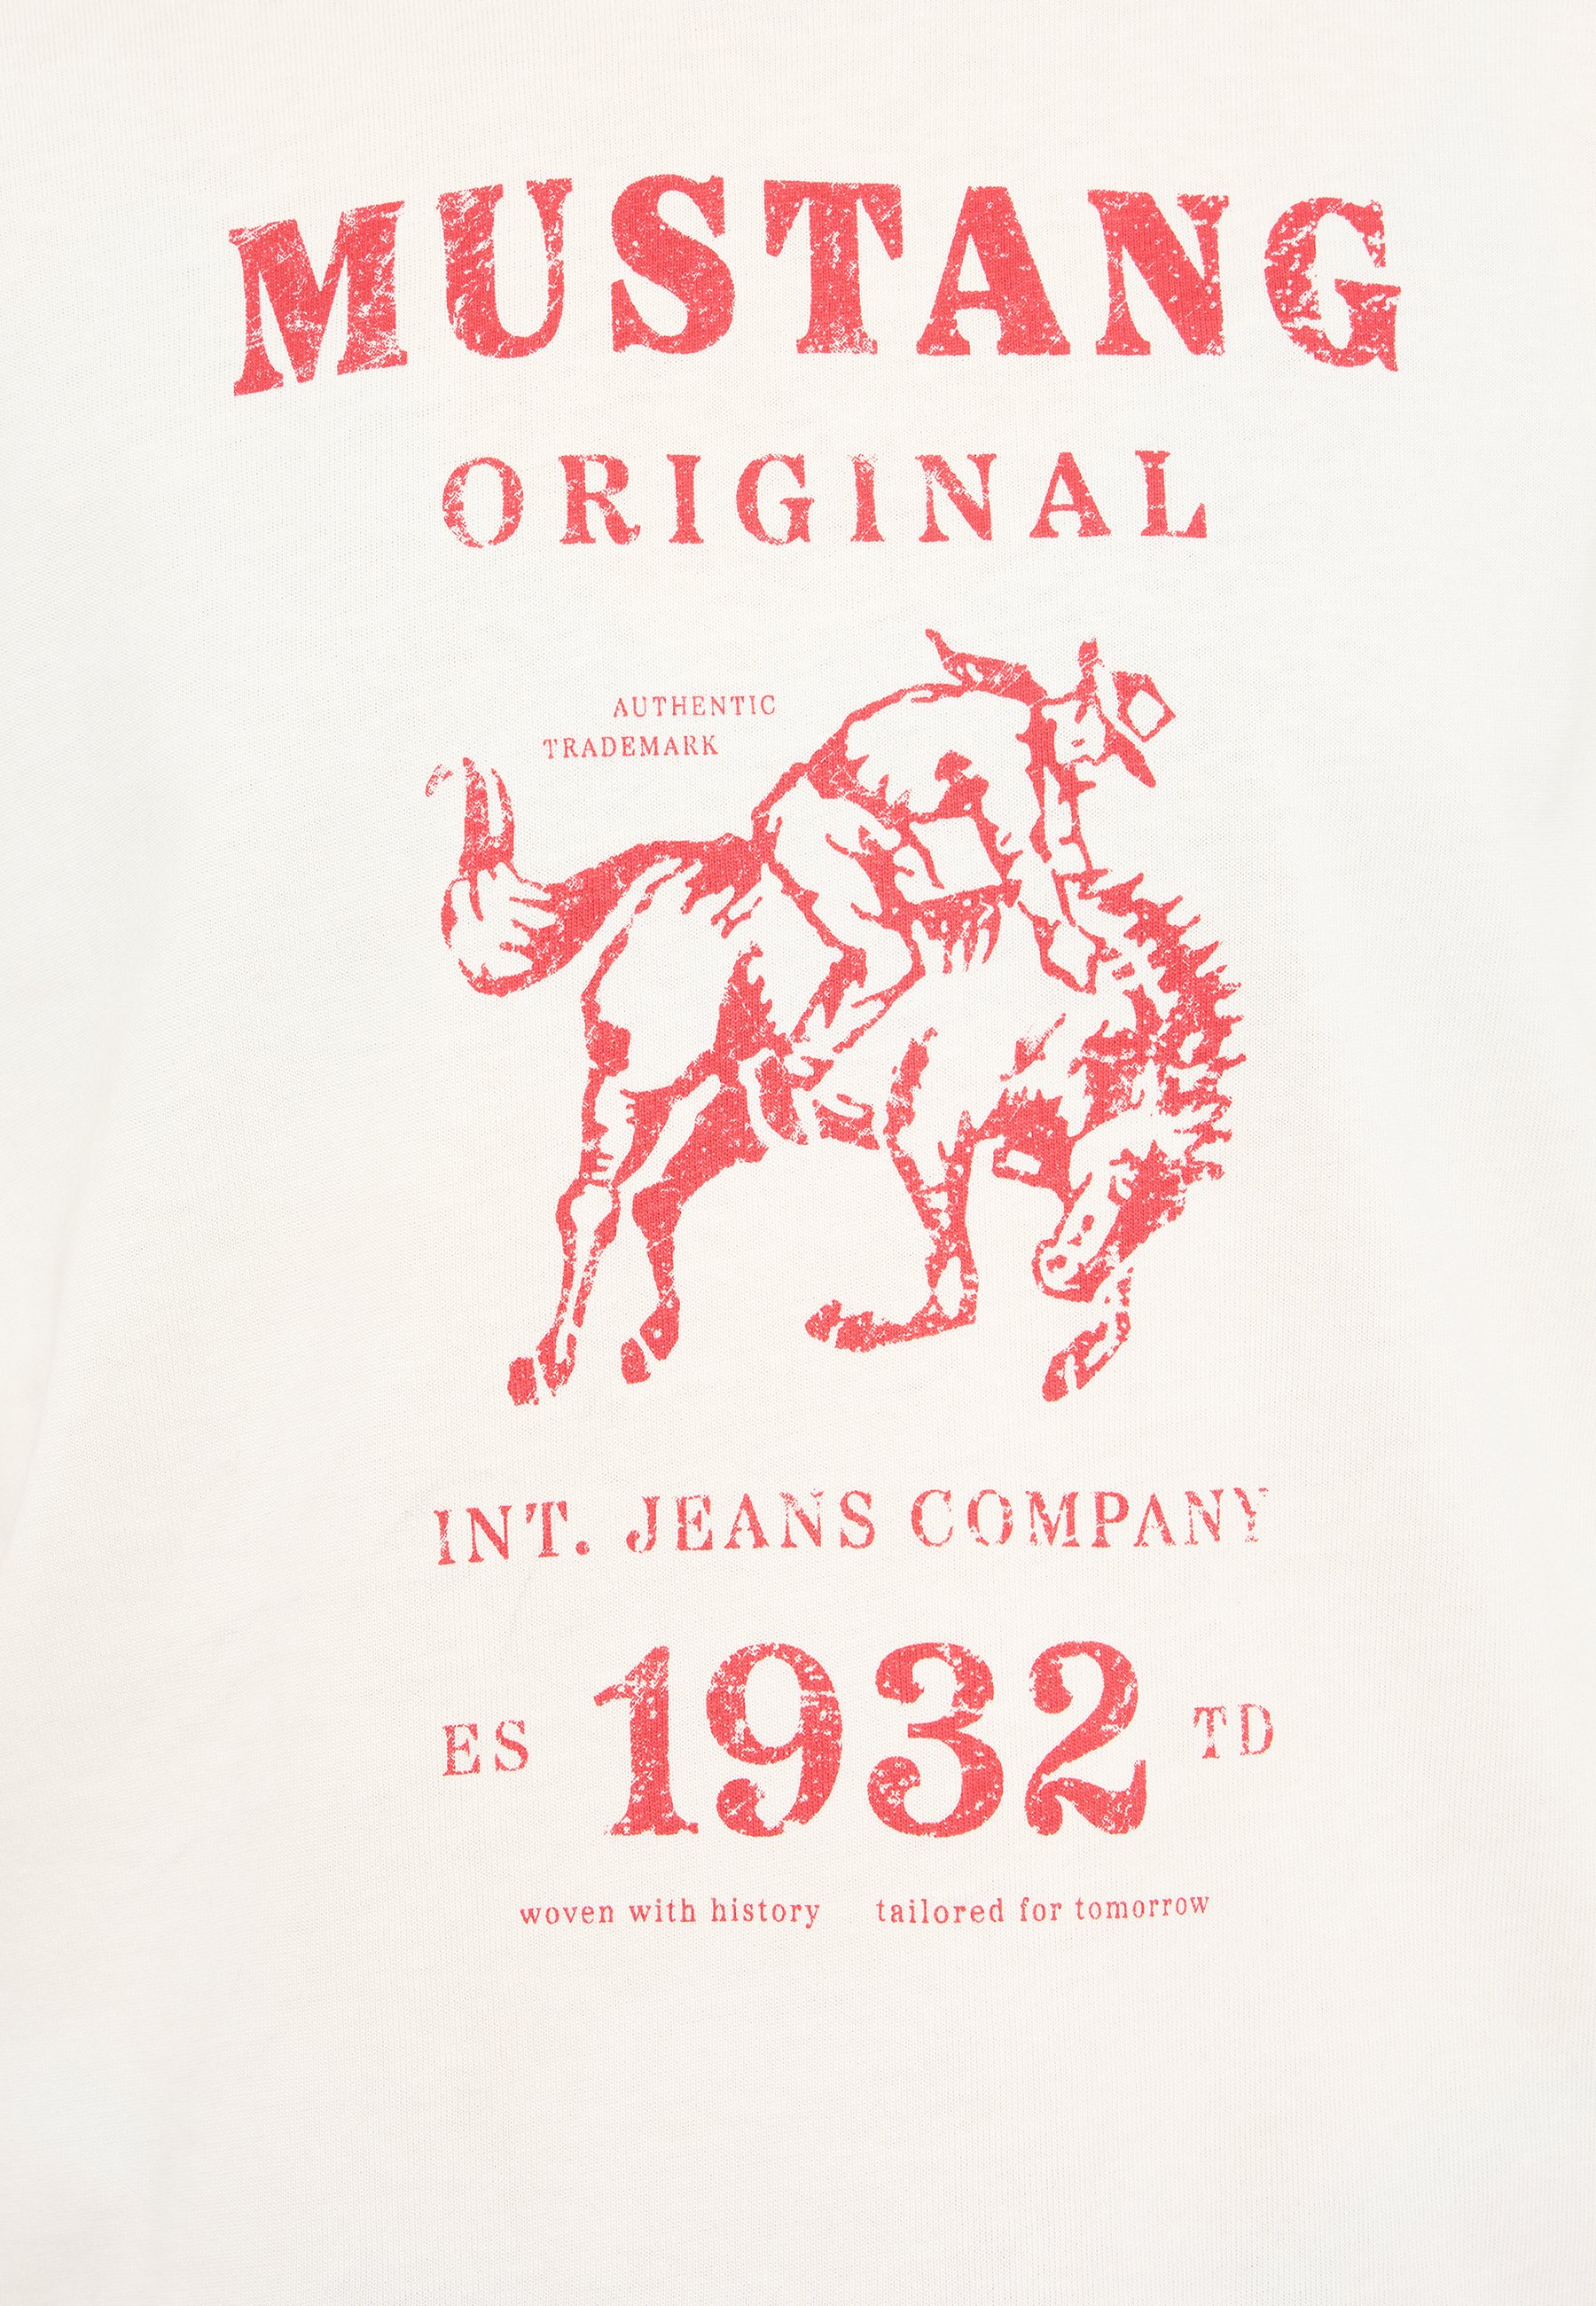 MUSTANG
ORIGINAL
AUTHENTIC
TRADEMARK
INT. JEANS COMPANY
ES 1932 TD
woven with history tailored for tomorrow